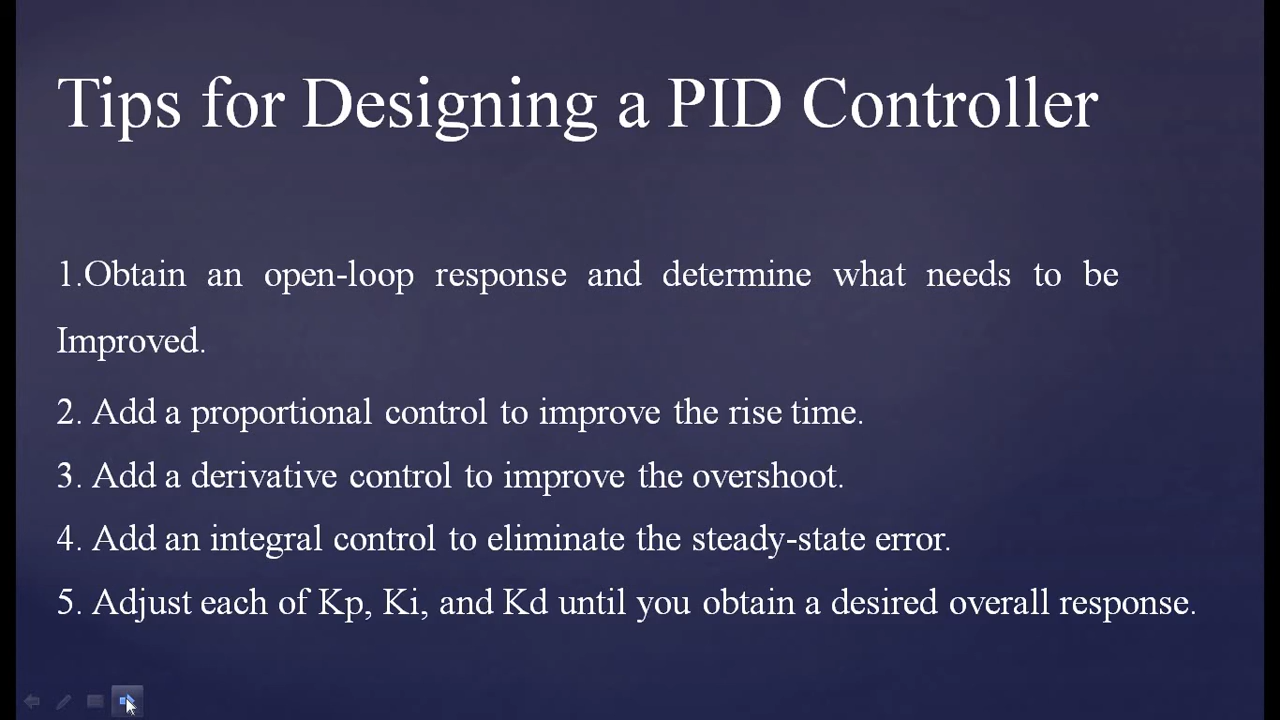 Tips for Designing a PID Controller
1.Obtain an open-loop response and determine what needs to be
Improved.
2. Add a proportional control to improve the rise time.
3. Add a derivative control to improve the overshoot.
4. Add an integral control to eliminate the steady-state error.
5. Adjust each of Kp, Ki, and Kd until you obtain a desired overall response.